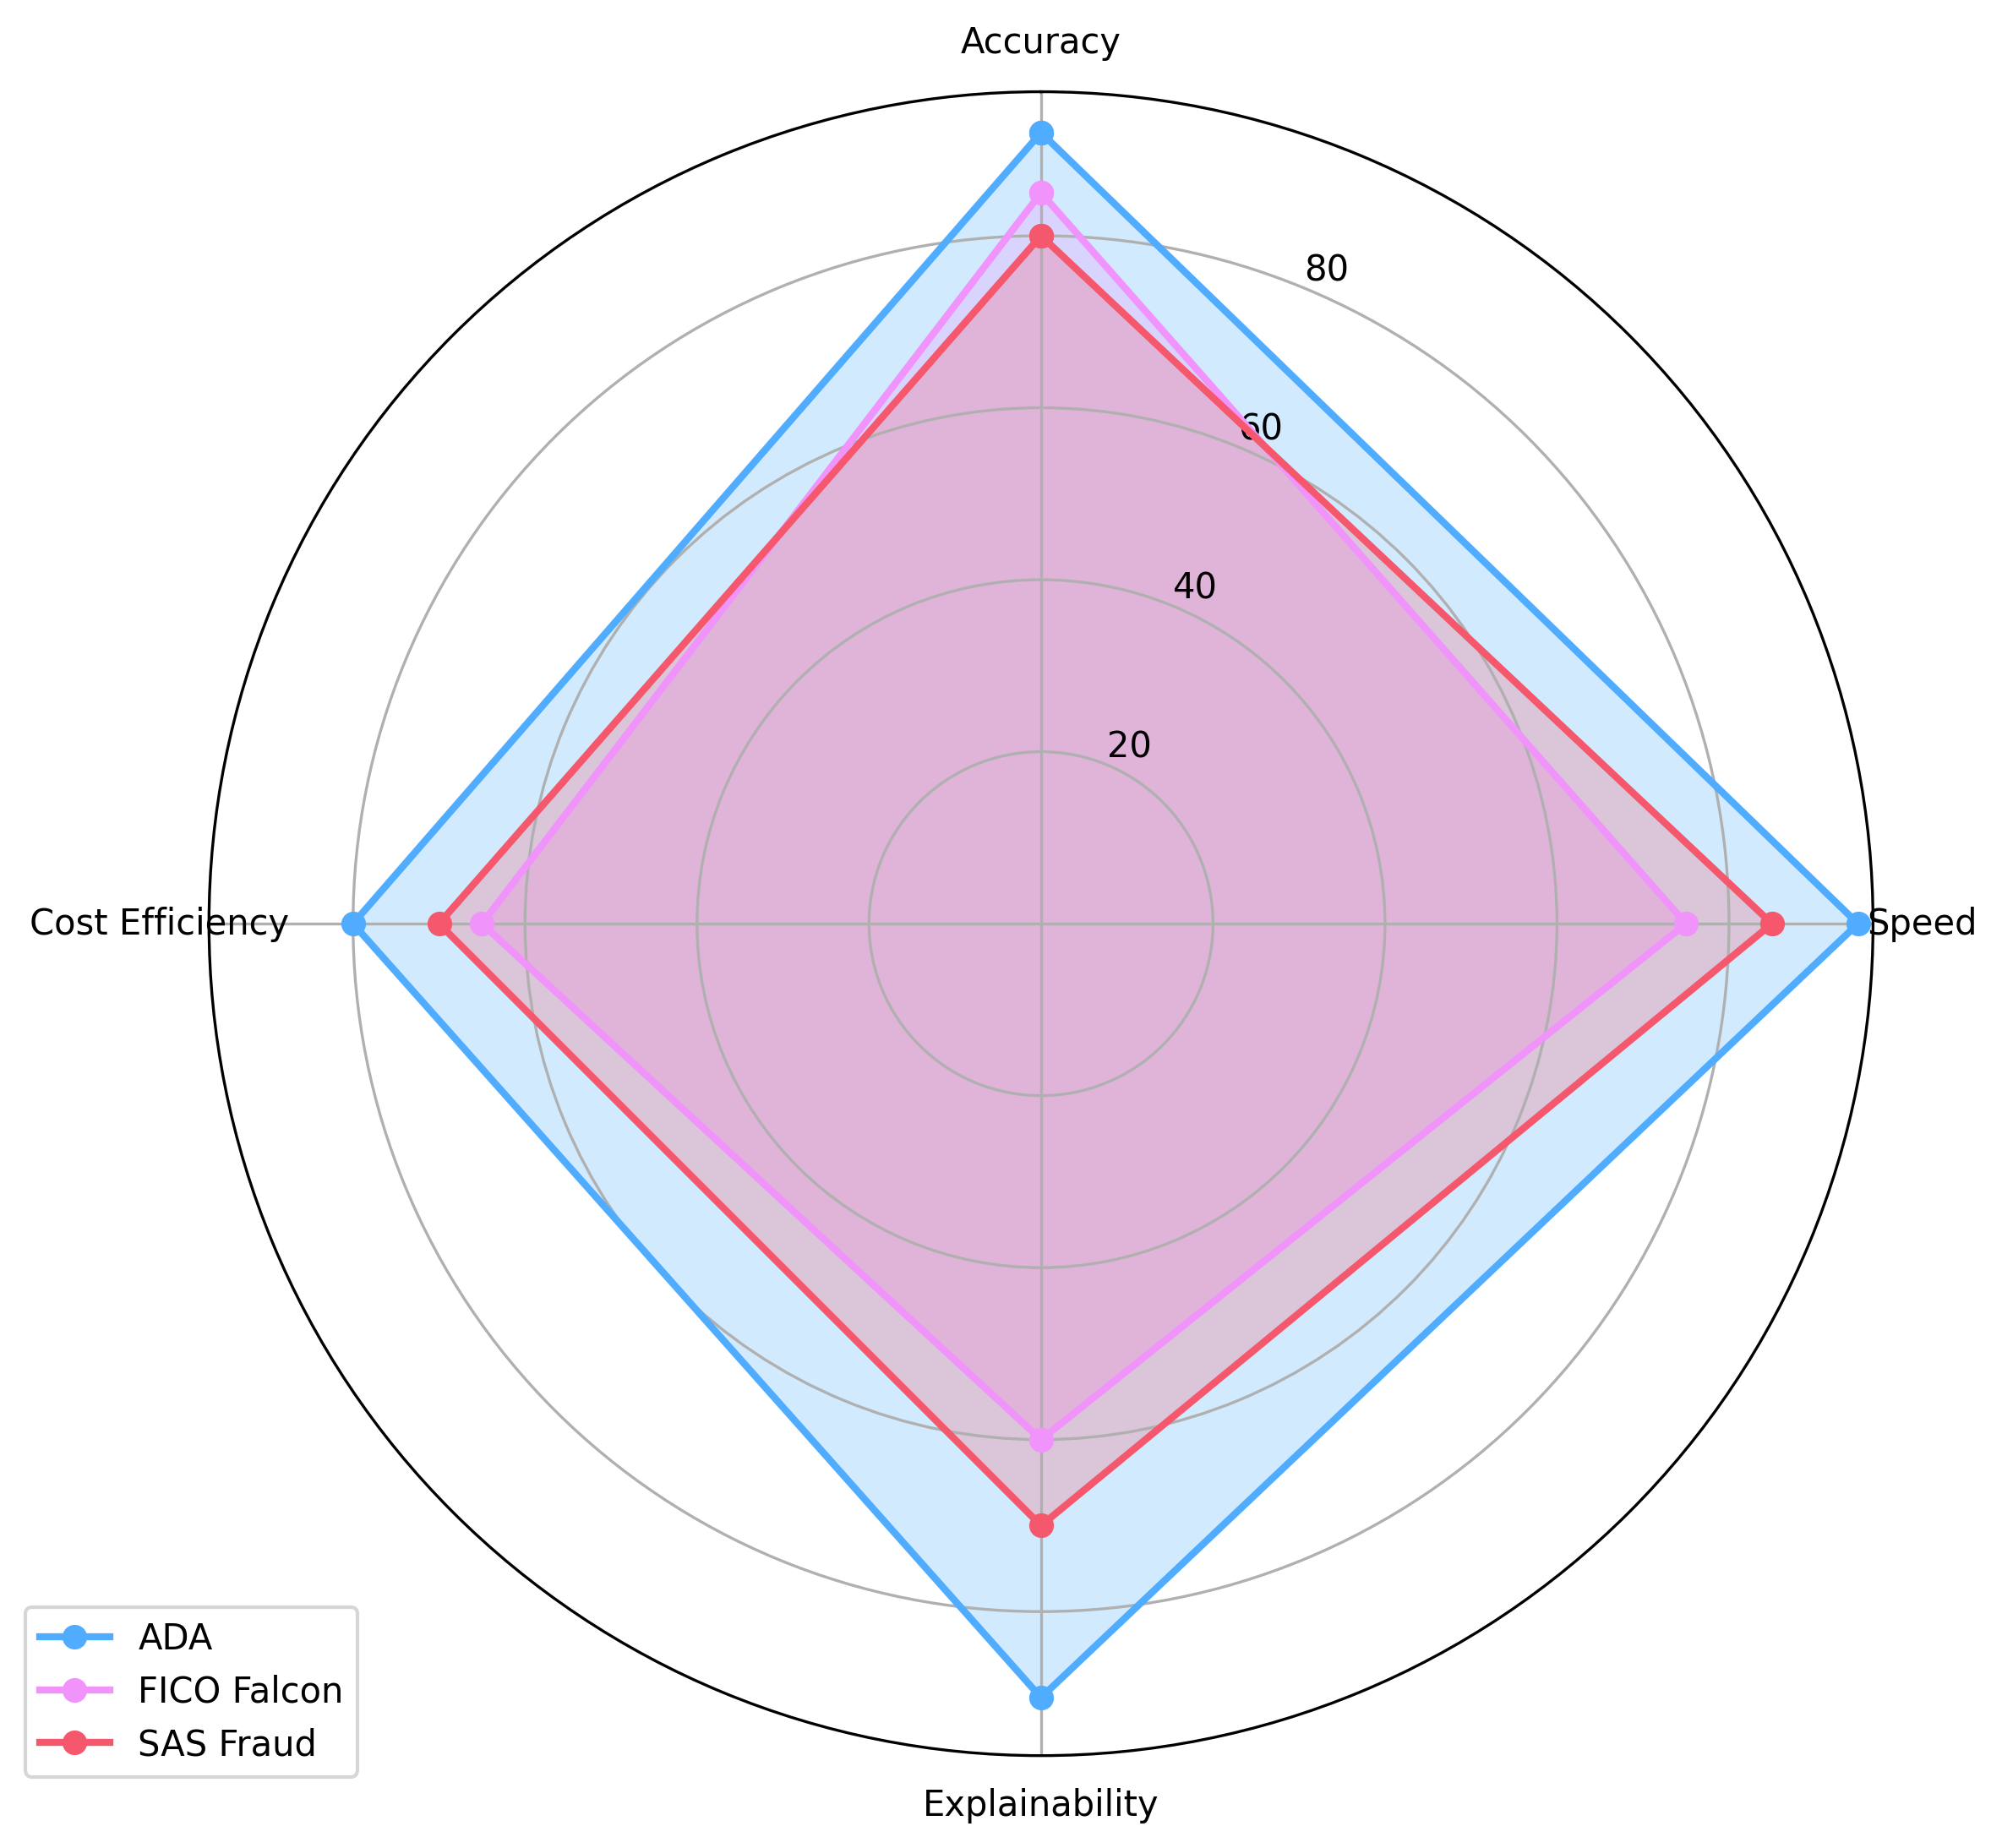 Accuracy
80
60
40
20
Cost Efficiency
Speed
ADA
FICO Falcon
SAS Fraud
Explainability